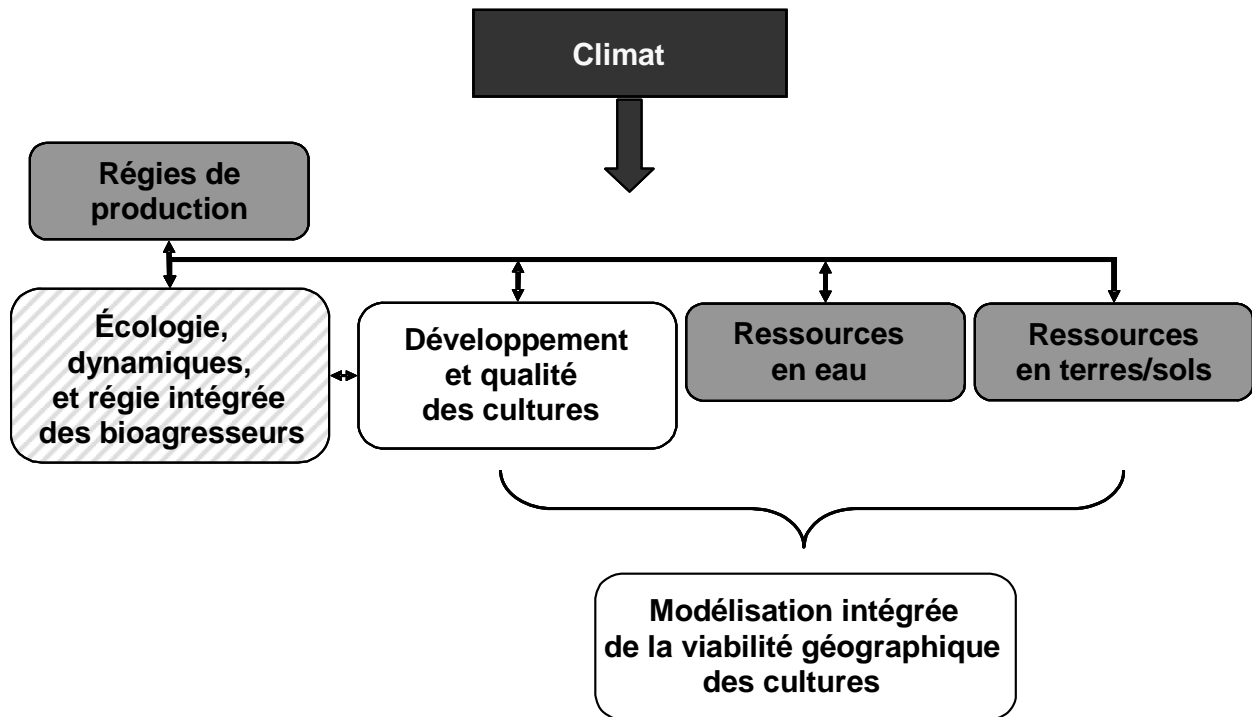 Climat
Régies de
production
Écologie,
dynamiques,
et régie intégrée
des bioagresseurs
Développement
et qualité
des cultures
Ressources
en eau
Ressources
en terres/sols
Modélisation intégrée
de la viabilité géographique
des cultures